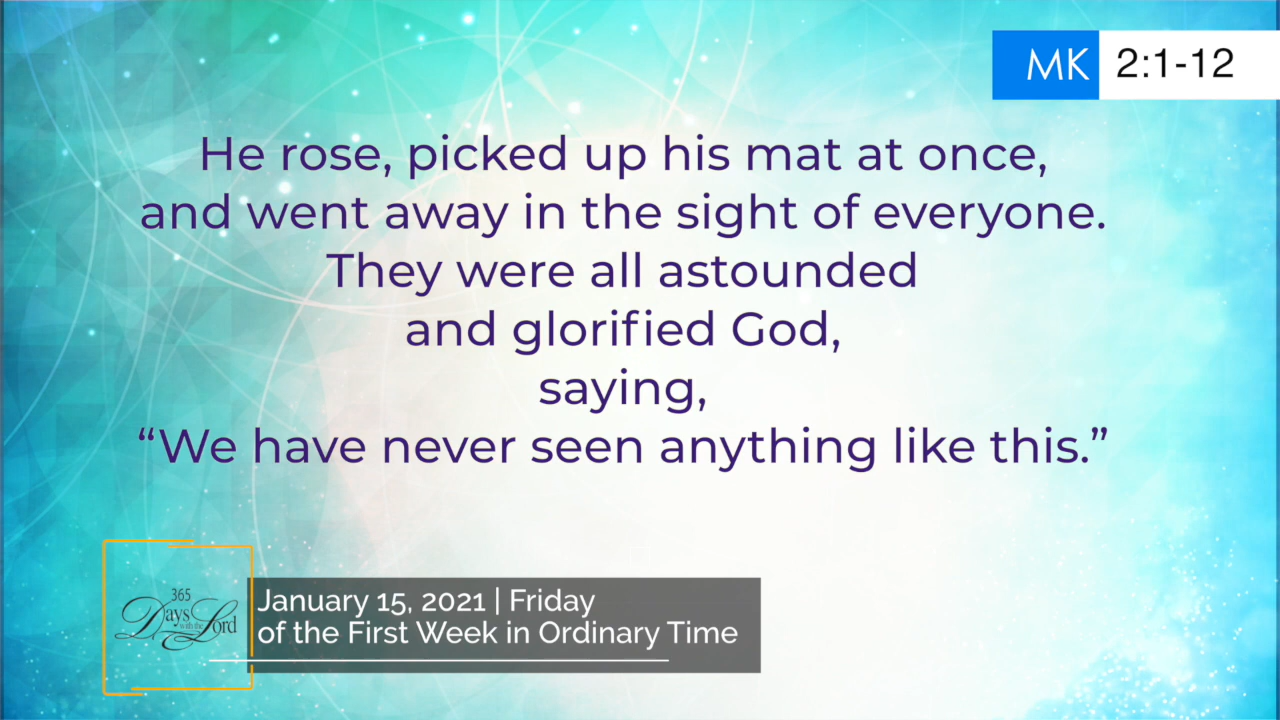 MK 2:1-12
He rose, picked up his mat at once,
and went away in the sight of everyone.
They were all astounded
and glorified God,
saying,
“We have never seen anything like this.”
365
Days with the Lord
January 15, 2021 | Friday
of the First Week in Ordinary Time